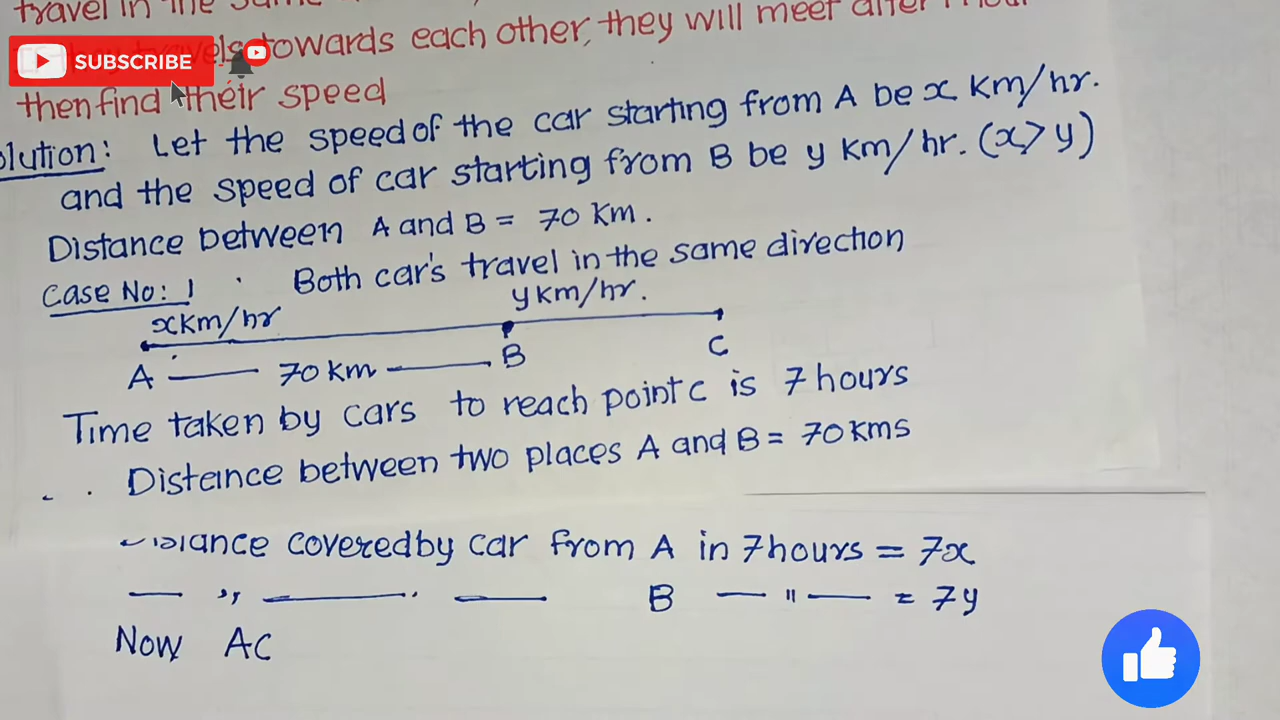 travel in the same
travels towards each other, they will meet after 1 hour
SUBSCRIBE
then find their speed
olution: Let the speed of the car starting from A be x km/hr.
and the speed of car starting from B be y km/hr. (x>y)
Distance between A and B = 70 km.
Case No: 1 Both car's travel in the same direction
xkm/hr y km/hr.
A 70 km B C
Time taken by cars to reach point C is 7 hours
Distance between two places A and B = 70 kms
covered by car from A in 7 hours = 7x
— " — — B — " — = 7y
Now AC